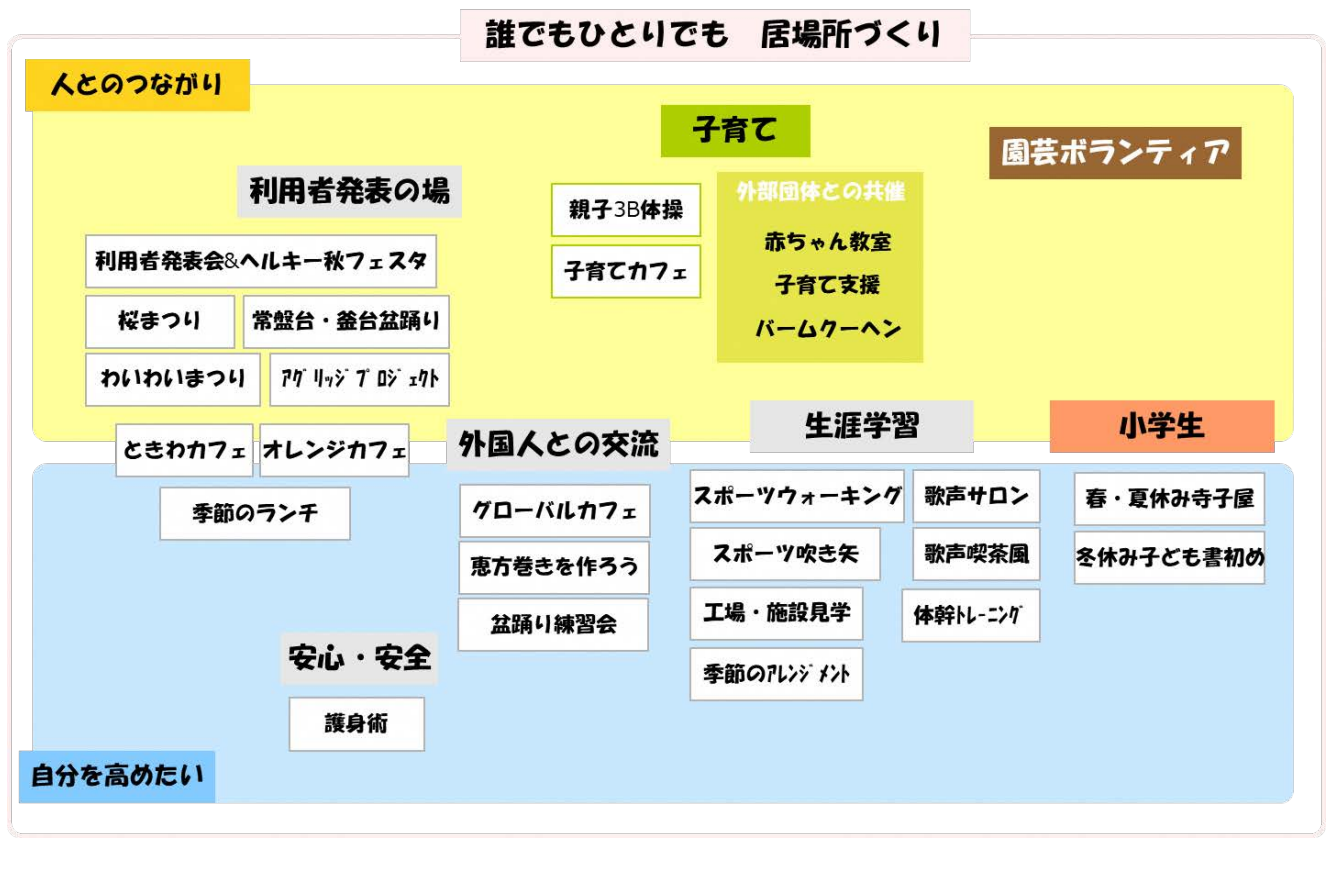 誰でもひとりでも　居場所づくり
人とのつながり
子育て
園芸ボランティア
利用者発表の場
利用者発表会&ヘルキー秋フェスタ
桜まつり
常盤台・釜台盆踊り
わいわいまつり
ｱｸﾞﾘｯｼﾞﾌﾟﾛｼﾞｪｸﾄ
ときわカフェ
オレンジカフェ
季節のランチ
親子3B体操
子育てカフェ
外部団体との共催
赤ちゃん教室
子育て支援
バームクーヘン
外国人との交流
グローバルカフェ
恵方巻きを作ろう
盆踊り練習会
生涯学習
スポーツウォーキング
歌声サロン
スポーツ吹き矢
歌声喫茶風
工場・施設見学
体幹ﾄﾚｰﾆﾝｸﾞ
季節のｱﾚﾝｼﾞﾒﾝﾄ
小学生
春・夏休み寺子屋
冬休み子ども書初め
安心・安全
護身術
自分を高めたい